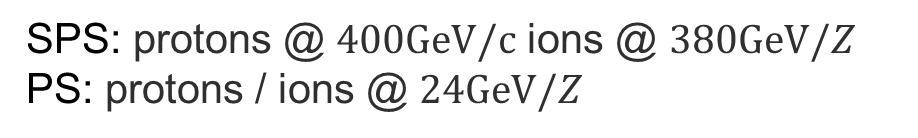 SPS: protons @ 400GeV/c ions @ 380GeV/Z
PS: protons / ions @ 24GeV/Z